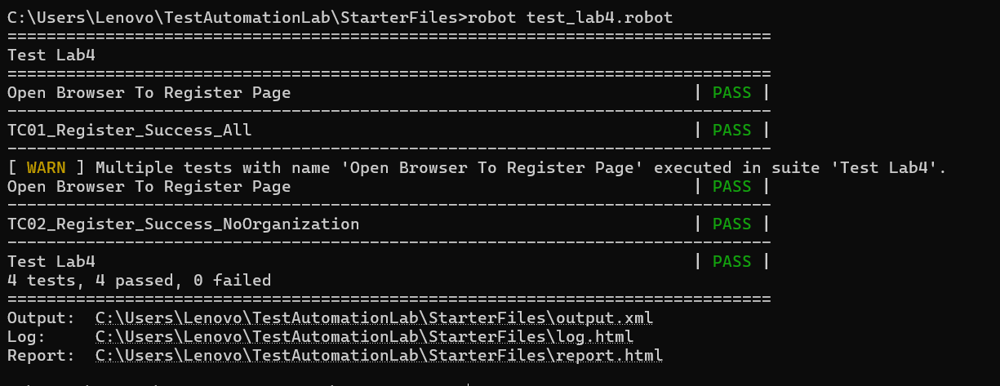 C:\Users\Lenovo\TestAutomationLab\StarterFiles>robot test_lab4.robot
==============================================================================
Test Lab4
==============================================================================
Open Browser To Register Page                                         | PASS |
------------------------------------------------------------------------------
TC01_Register_Success_All                                             | PASS |
------------------------------------------------------------------------------
[ WARN ] Multiple tests with name 'Open Browser To Register Page' executed in suite 'Test Lab4'.
Open Browser To Register Page                                         | PASS |
------------------------------------------------------------------------------
TC02_Register_Success_NoOrganization                                  | PASS |
------------------------------------------------------------------------------
Test Lab4                                                             | PASS |
4 tests, 4 passed, 0 failed
==============================================================================
Output:  C:\Users\Lenovo\TestAutomationLab\StarterFiles\output.xml
Log:     C:\Users\Lenovo\TestAutomationLab\StarterFiles\log.html
Report:  C:\Users\Lenovo\TestAutomationLab\StarterFiles\report.html